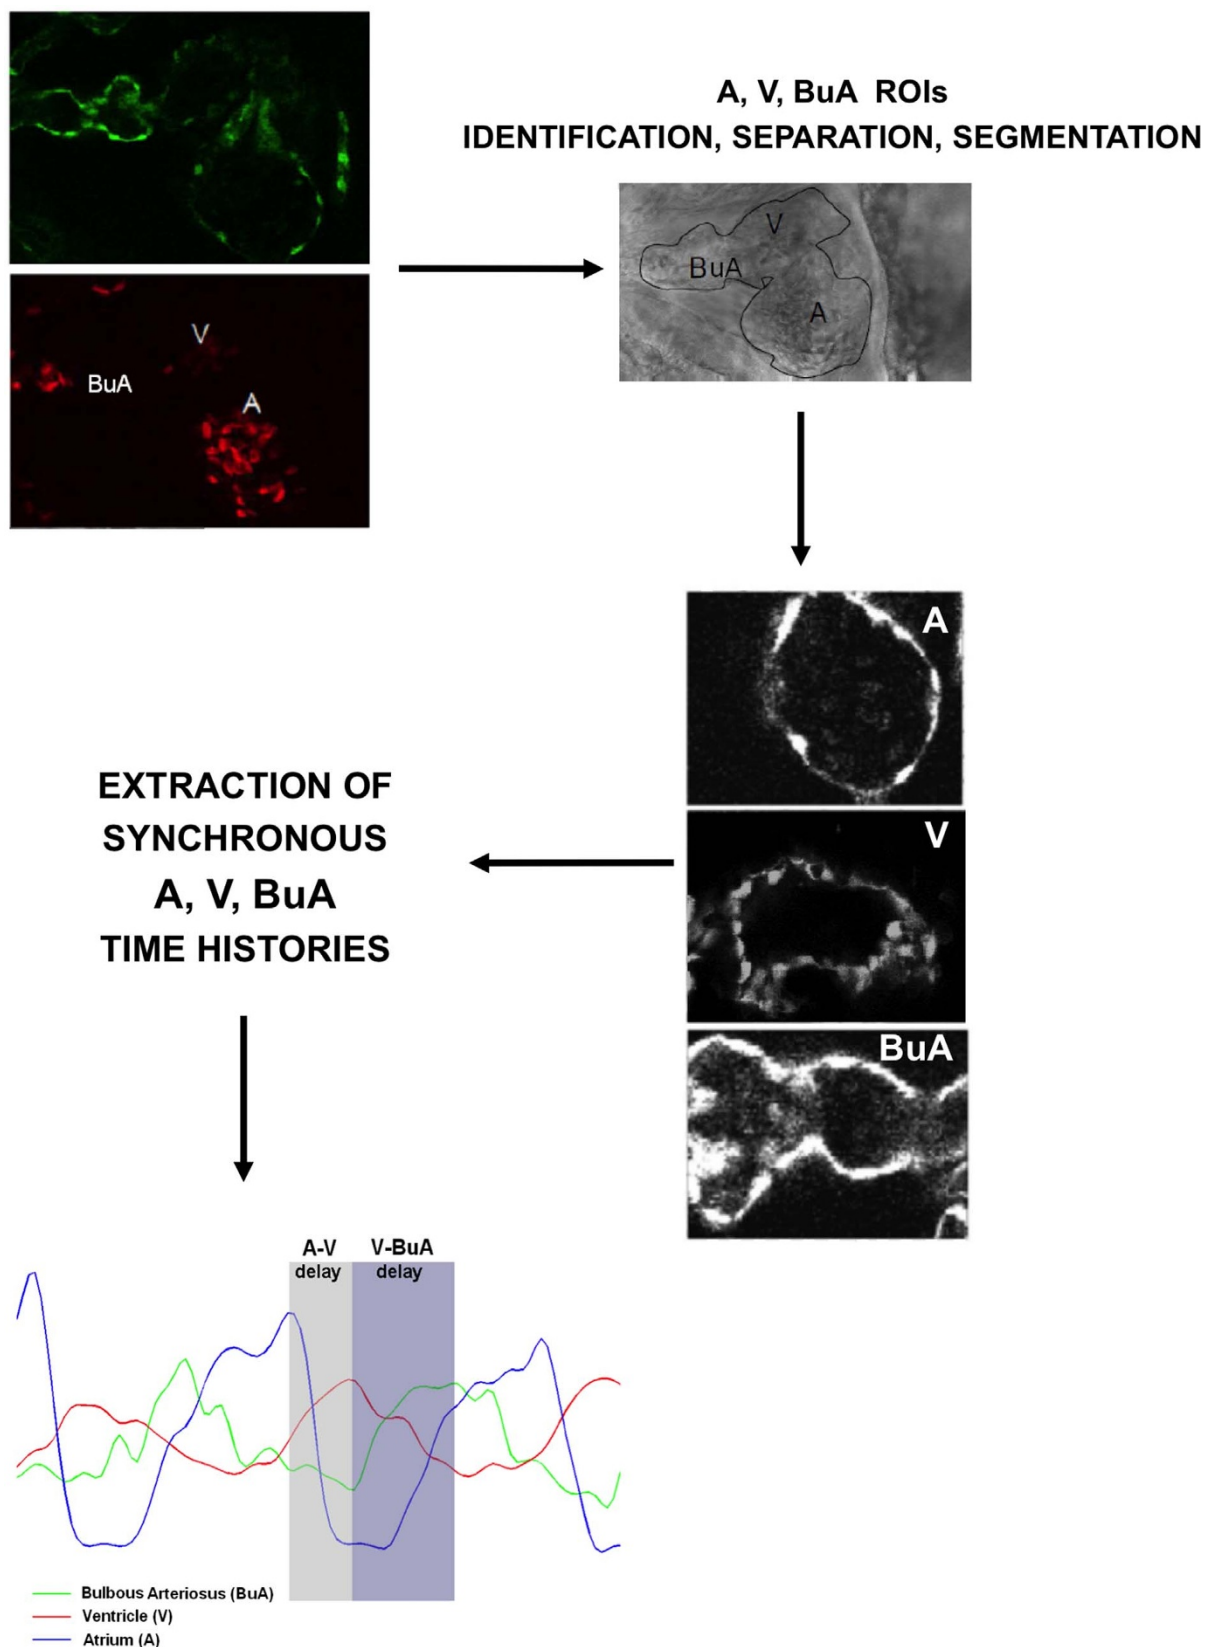 A, V, BuA ROIs
IDENTIFICATION, SEPARATION, SEGMENTATION
V
BuA
A
V
BuA
A
A
V
BuA
EXTRACTION OF
SYNCHRONOUS
A, V, BuA
TIME HISTORIES
A-V
delay
V-BuA
delay
Bulbous Arteriosus (BuA)
Ventricle (V)
Atrium (A)